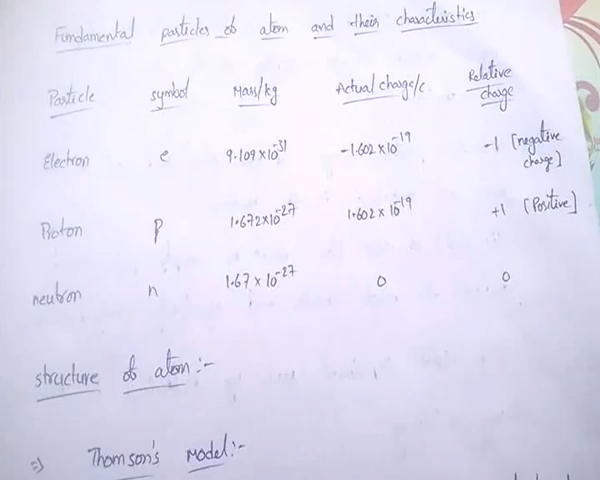 Fundamental particles of atom and their characteristics
Particle symbol Mass/kg Actual charge/c Relative charge
Electron e 9.109 × 10⁻³¹ -1.602 × 10⁻¹⁹ -1 [negative charge]
Proton p 1.672 × 10⁻²⁷ 1.602 × 10⁻¹⁹ +1 [Positive]
neutron n 1.67 × 10⁻²⁷ 0 0
structure of atom:-
⇒ Thomson's Model:-